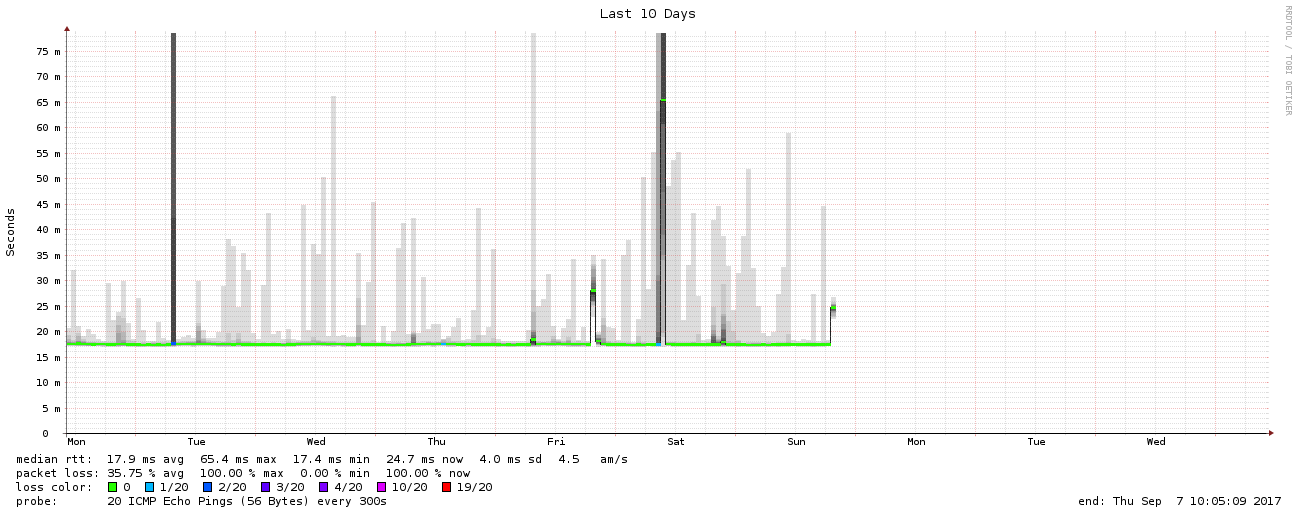 Last 10 Days
RRDTOOL / TOBI OETIKER
Seconds
75 m
70 m
65 m
60 m
55 m
50 m
45 m
40 m
35 m
30 m
25 m
20 m
15 m
10 m
5 m
0
Mon Tue Wed Thu Fri Sat Sun Mon Tue Wed
median rtt: 17.9 ms avg 65.4 ms max 17.4 ms min 24.7 ms now 4.0 ms sd 4.5 am/s
packet loss: 35.75 % avg 100.00 % max 0.00 % min 100.00 % now
loss color: 0 1/20 2/20 3/20 4/20 10/20 19/20
probe: 20 ICMP Echo Pings (56 Bytes) every 300s end: Thu Sep 7 10:05:09 2017